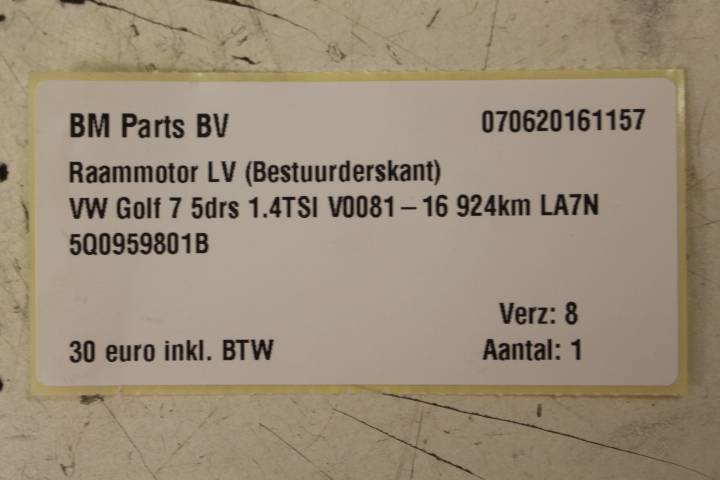 BM Parts BV 070620161157
Raammotor LV (Bestuurderskant)
VW Golf 7 5drs 1.4TSI V0081 – 16 924km LA7N
5Q0959801B
Verz: 8
30 euro inkl. BTW Aantal: 1